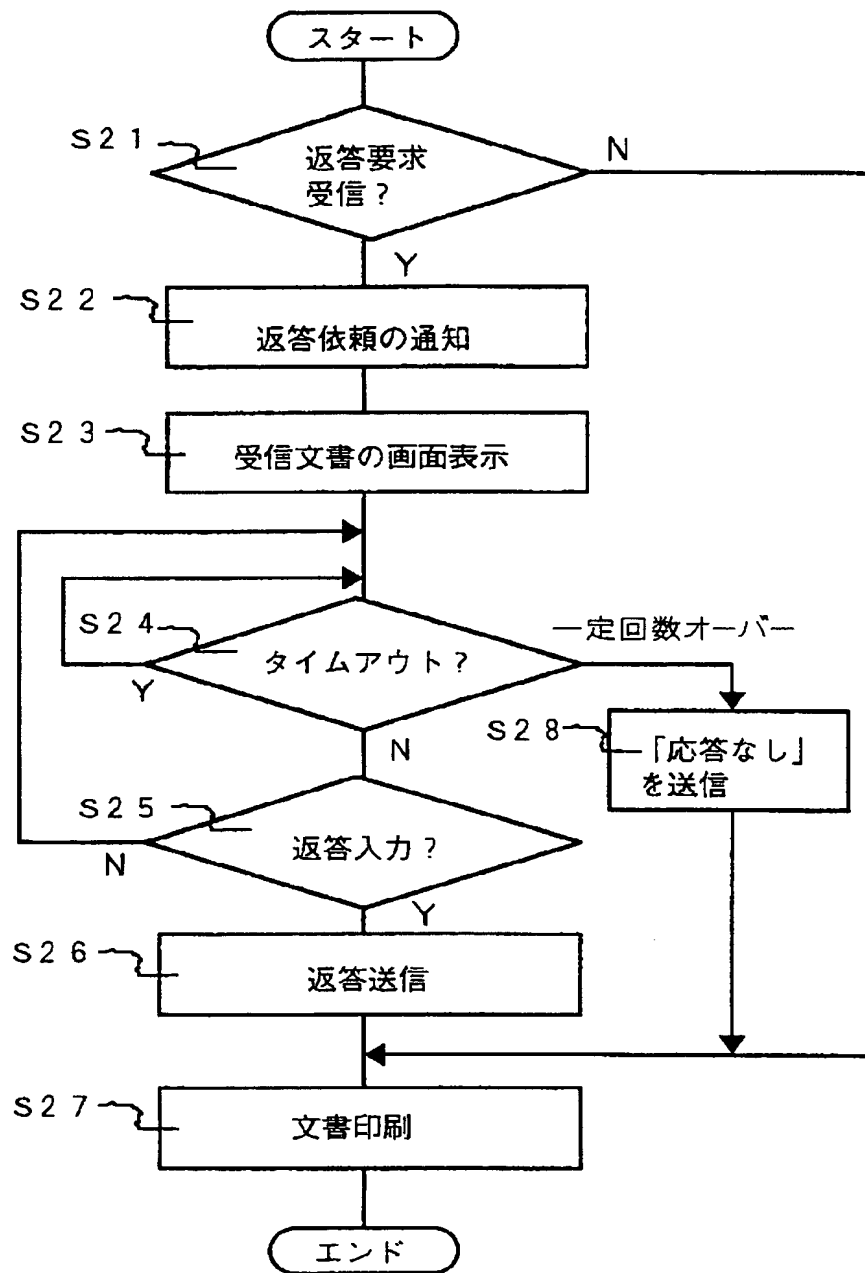 スタート
S21
返答要求
受信？
N
Y
S22
返答依頼の通知
S23
受信文書の画面表示
S24
タイムアウト？
一定回数オーバー
Y
N
S28
「応答なし」
を送信
S25
返答入力？
N
Y
S26
返答送信
S27
文書印刷
エンド